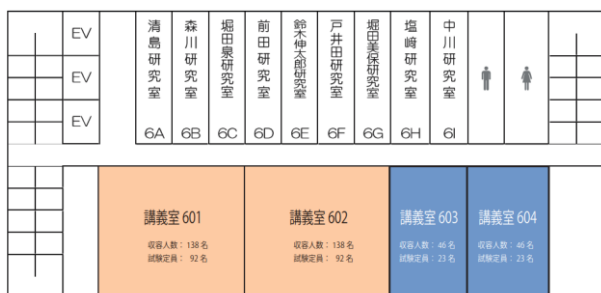 EV
EV
EV
清島研究室
6A
森川研究室
6B
堀田泉研究室
6C
前田研究室
6D
鈴木伸太郎研究室
6E
戸井田研究室
6F
堀田美保研究室
6G
塩﨑研究室
6H
中川研究室
6I
講義室 601
収容人数：138 名
試験定員： 92 名
講義室 602
収容人数：138 名
試験定員： 92 名
講義室 603
収容人数：46 名
試験定員：23 名
講義室 604
収容人数：46 名
試験定員：23 名